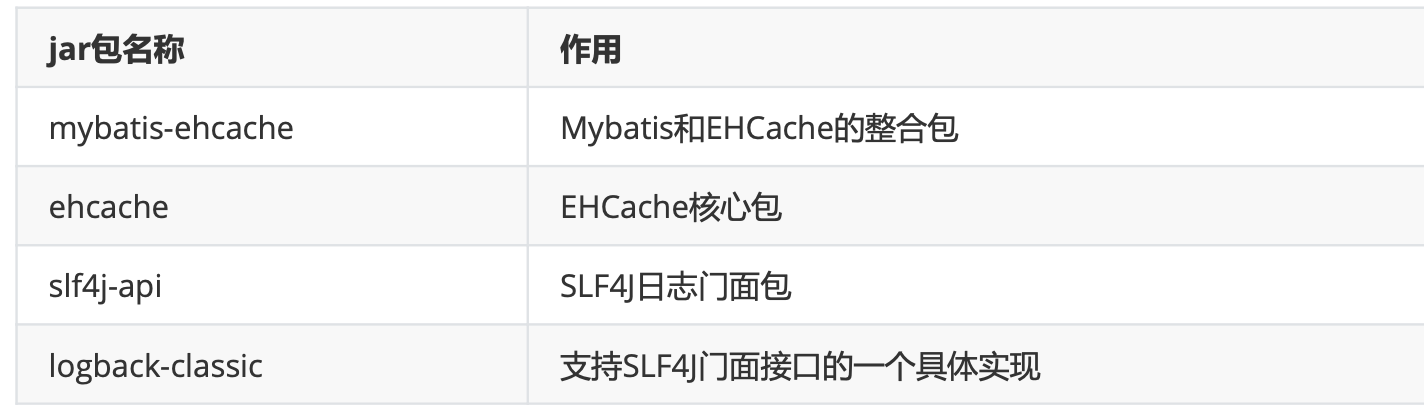 jar包名称 作用
mybatis-ehcache Mybatis和EHCache的整合包
ehcache EHCache核心包
slf4j-api SLF4J日志门面包
logback-classic 支持SLF4J门面接口的一个具体实现